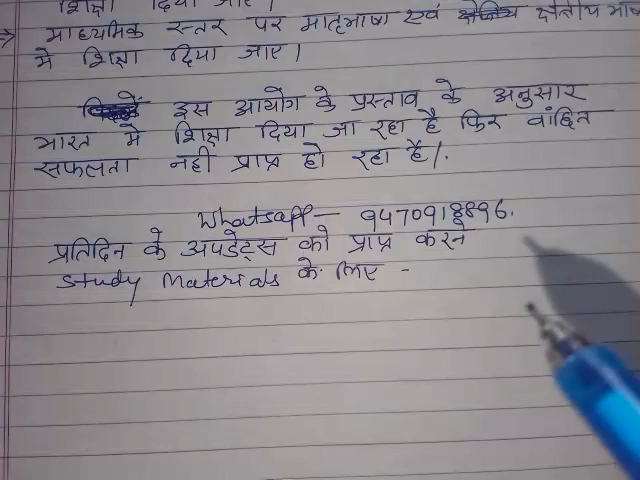 शिक्षा दिया जाए।
⇒ माध्यमिक स्तर पर मातृभाषा एवं क्षेत्रीय भाषा
में शिक्षा दिया जाए।
इस आयोग के प्रस्ताव के अनुसार
भारत में शिक्षा दिया जा रहा है फिर वांछित
सफलता नही प्राप्त हो रहा है/.
Whatsapp - 9470918896.
प्रतिदिन के अपडेट्स को प्राप्त करने
Study Materials के लिए -